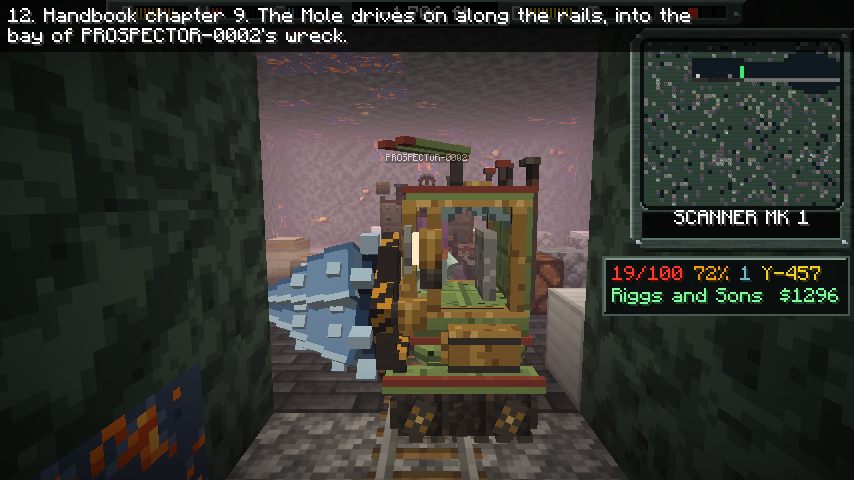 12. Handbook chapter 9. The Mole drives on along the rails, into the
bay of PROSPECTOR-0002's wreck.
PROSPECTOR-0002
SCANNER MK 1
19/100 72% 1 Y-457
Riggs and Sons $1296